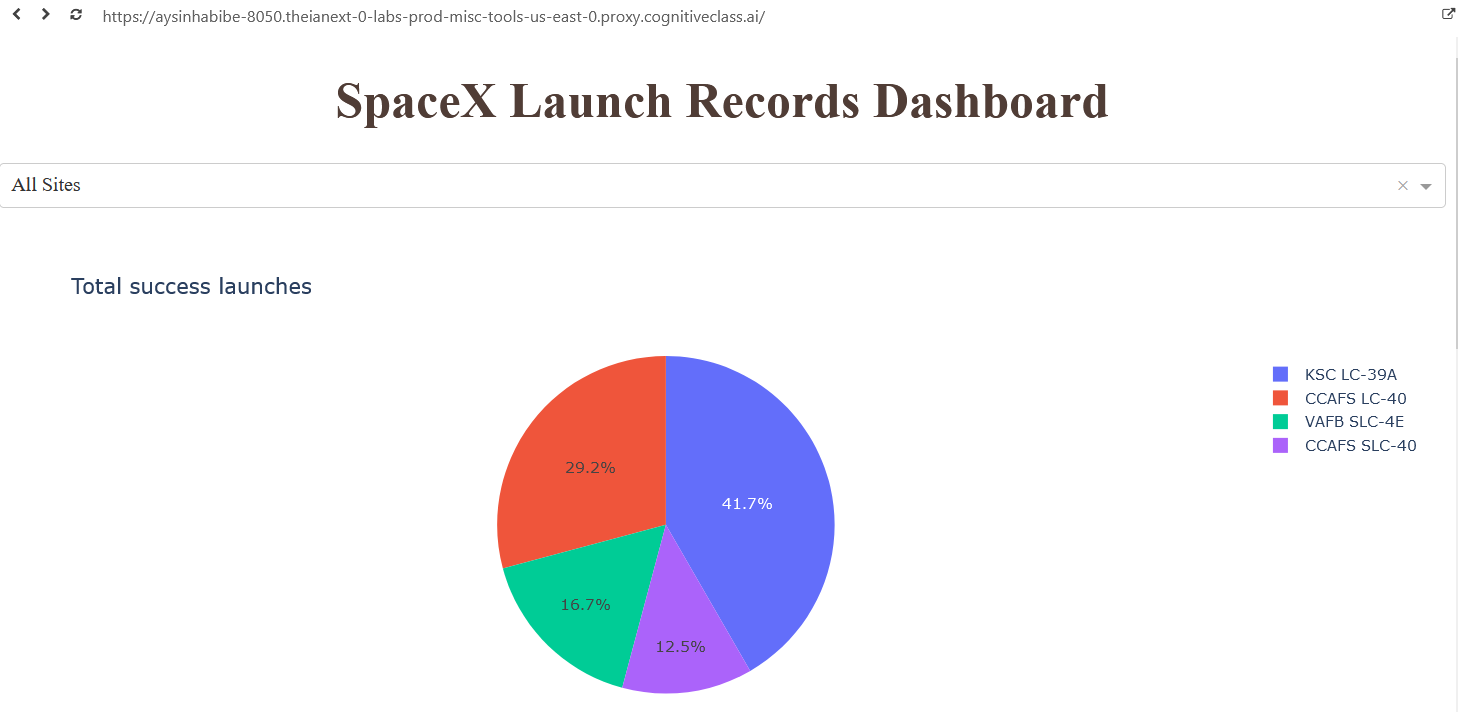 https://aysinhabibe-8050.theianext-0-labs-prod-misc-tools-us-east-0.proxy.cognitiveclass.ai/
SpaceX Launch Records Dashboard
All Sites
Total success launches
KSC LC-39A
CCAFS LC-40
VAFB SLC-4E
CCAFS SLC-40
29.2%
41.7%
16.7%
12.5%